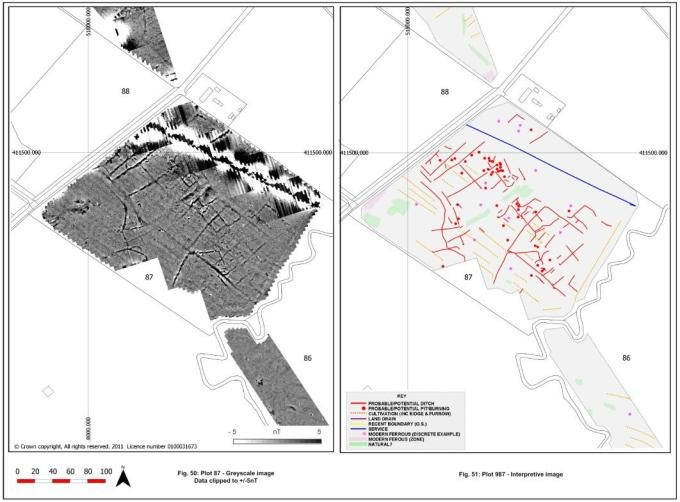 510000.000
88
411500.000
411500.000
87
86
510000.000
© Crown copyright, All rights reserved. 2011 Licence number 0100031673
- 5 nT 5
0 20 40 60 80 100
N
Fig. 50: Plot 87 - Greyscale image
Data clipped to +/-5nT
510000.000
88
411500.000
411500.000
87
86
KEY
PROBABLE/POTENTIAL DITCH
PROBABLE/POTENTIAL PIT/BURNING
CULTIVATION (INC RIDGE & FURROW)
LAND DRAIN
RECENT BOUNDARY (O.S.)
SERVICE
MODERN FERROUS (DISCRETE EXAMPLE)
MODERN FEROUS (ZONE)
NATURAL?
Fig. 51: Plot 987 - Interpretive image